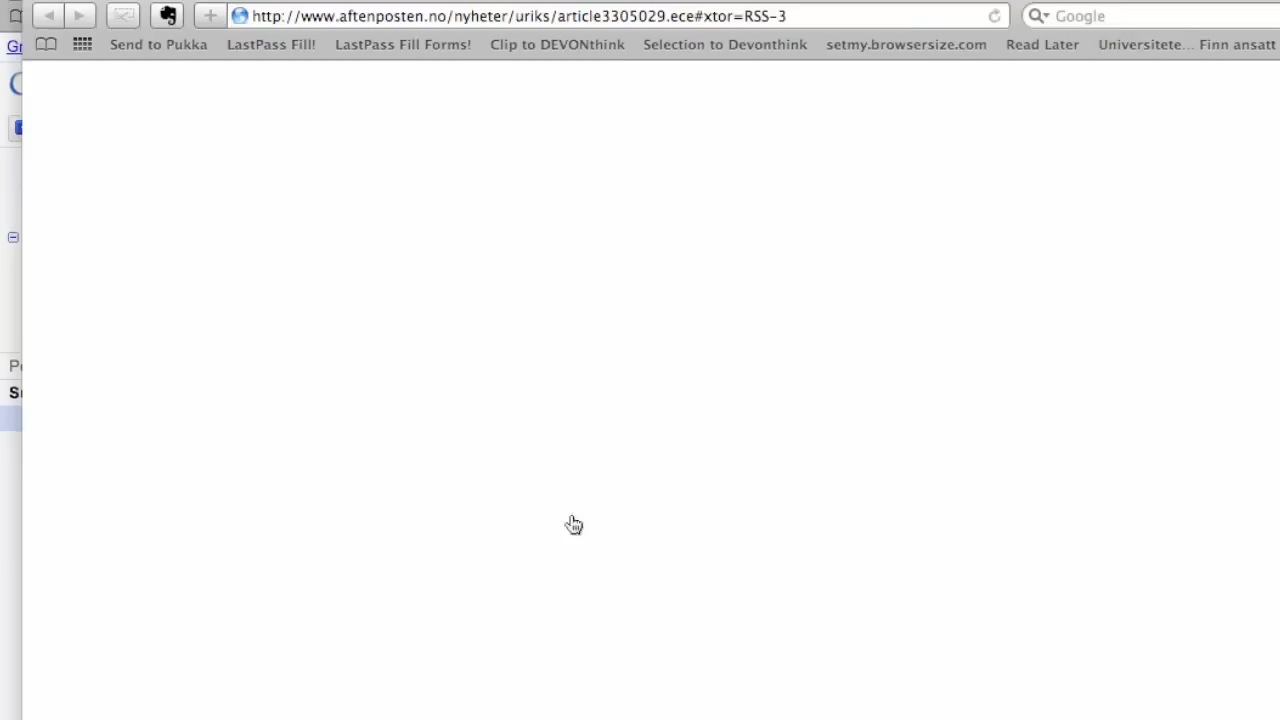 http://www.aftenposten.no/nyheter/uriks/article3305029.ece#xtor=RSS-3 Google
Send to Pukka LastPass Fill! LastPass Fill Forms! Clip to DEVONthink Selection to Devonthink setmy.browsersize.com Read Later Universitete... Finn ansatt
Gr